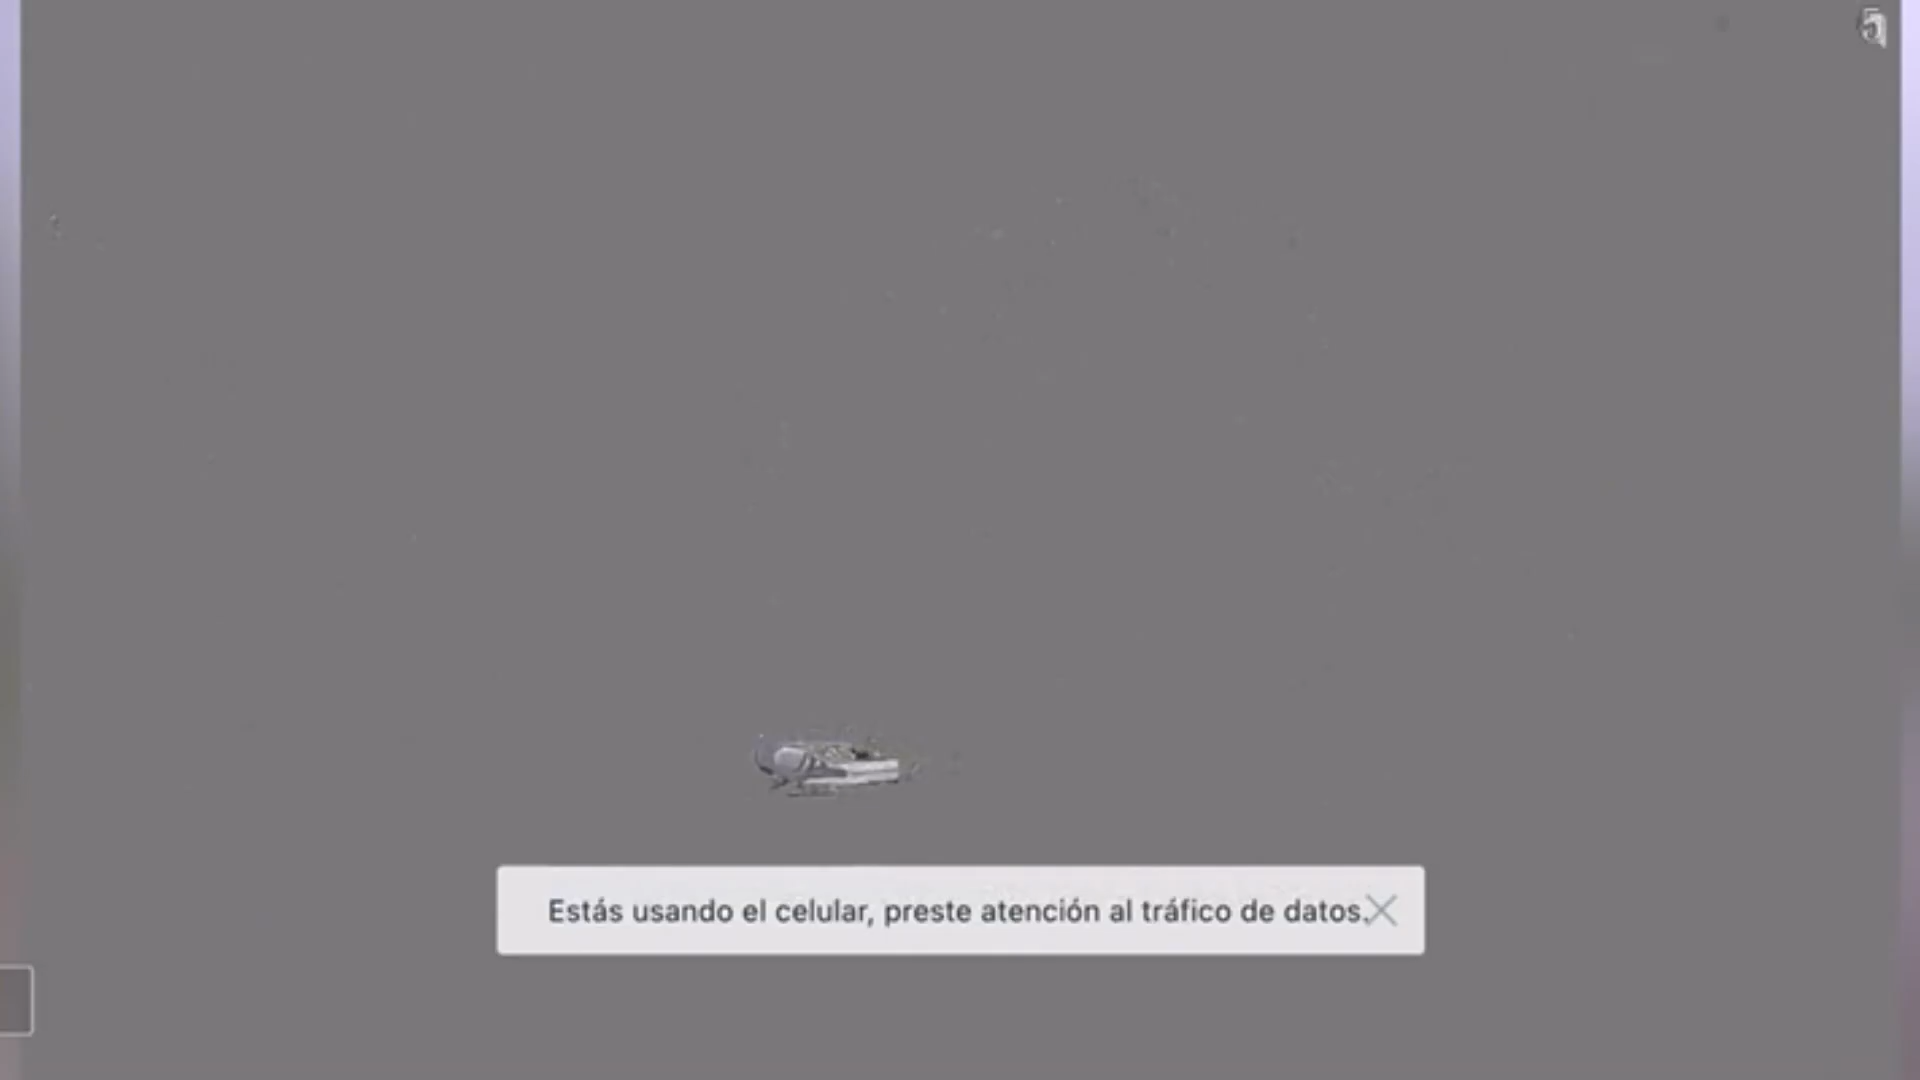 Estás usando el celular, preste atención al tráfico de datos.